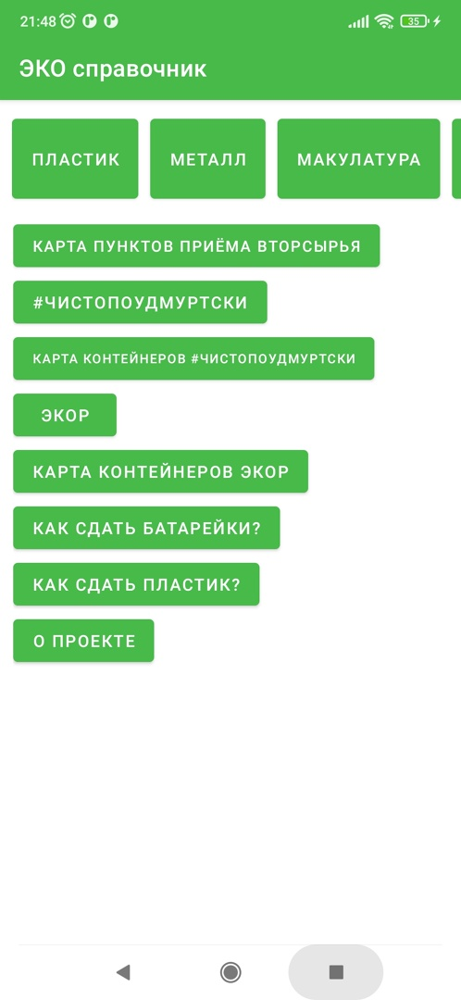 21:48
35
ЭКО справочник
ПЛАСТИК
МЕТАЛЛ
МАКУЛАТУРА
КАРТА ПУНКТОВ ПРИЁМА ВТОРСЫРЬЯ
#ЧИСТОПОУДМУРТСКИ
КАРТА КОНТЕЙНЕРОВ #ЧИСТОПОУДМУРТСКИ
ЭКОР
КАРТА КОНТЕЙНЕРОВ ЭКОР
КАК СДАТЬ БАТАРЕЙКИ?
КАК СДАТЬ ПЛАСТИК?
О ПРОЕКТЕ